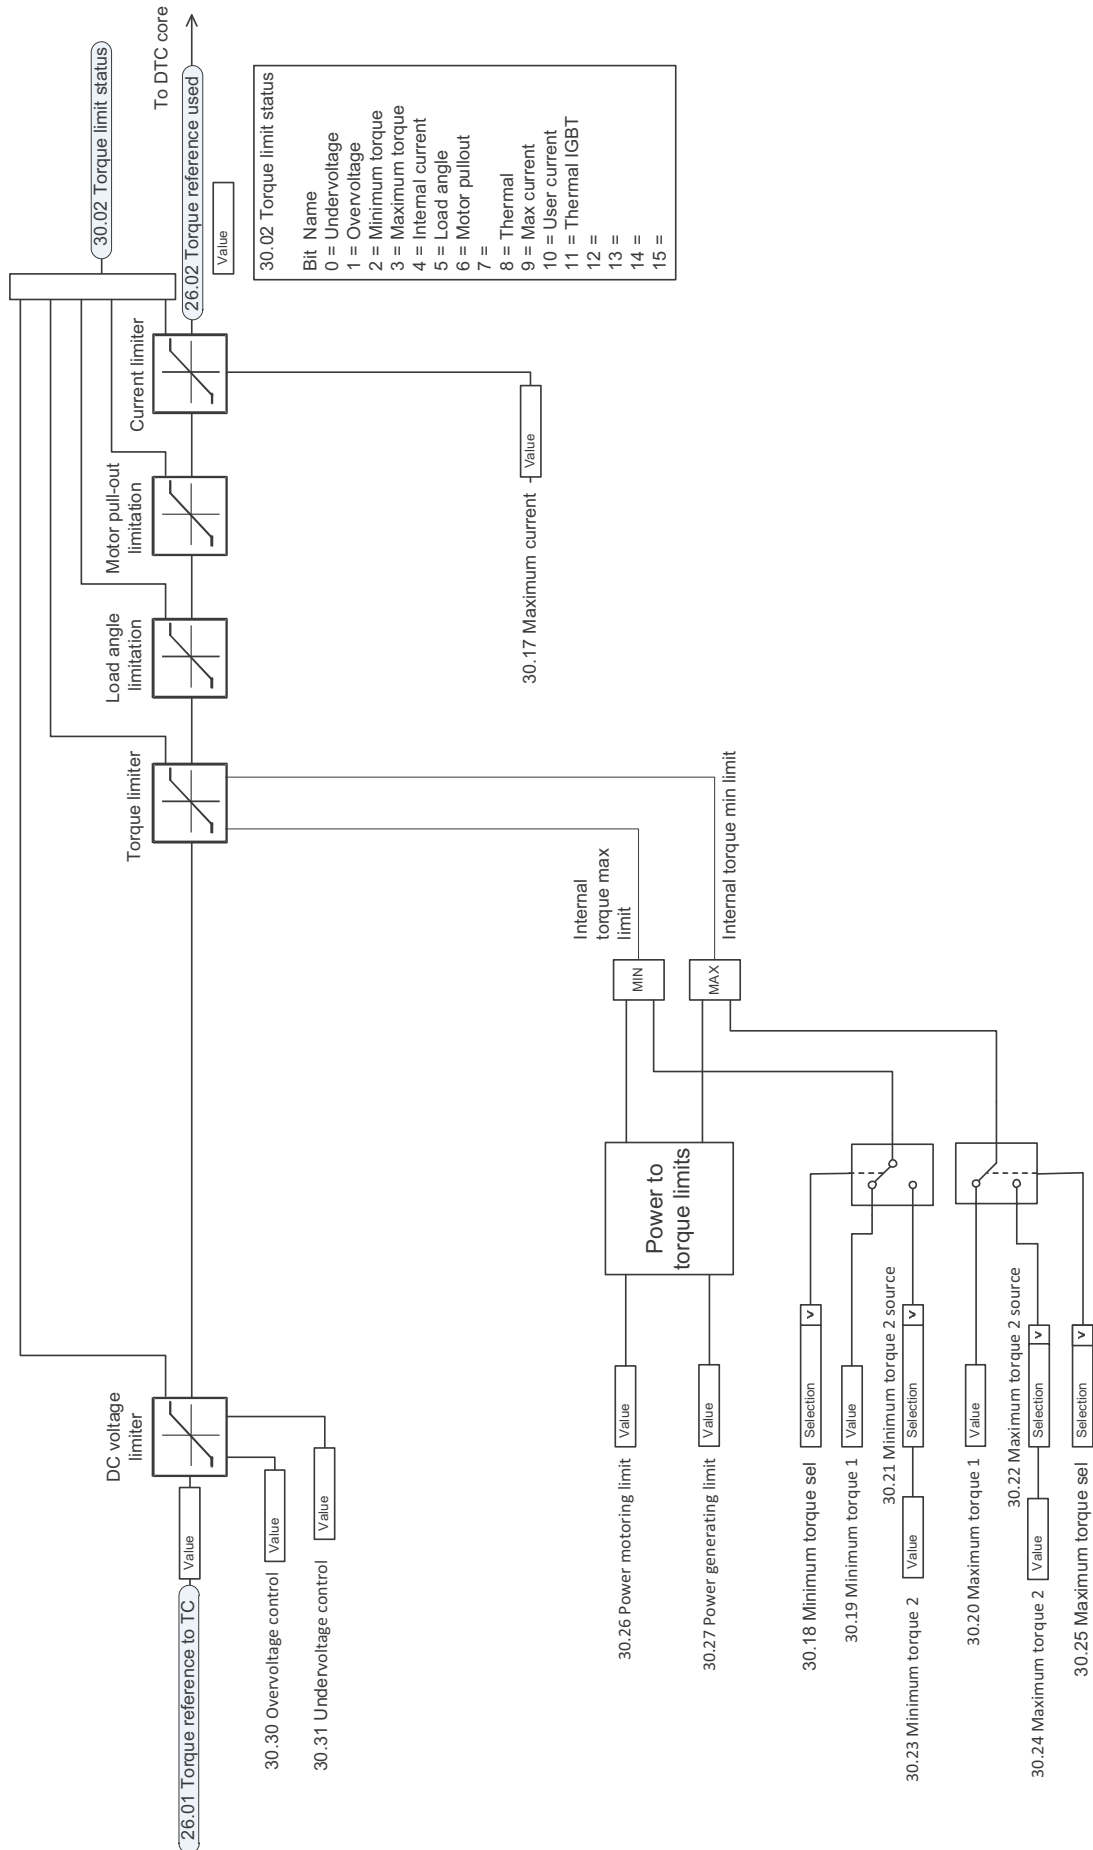 26.01 Torque reference to TC
Value
30.30 Overvoltage control
Value
30.31 Undervoltage control
Value
DC voltage
limiter
Torque limiter
Load angle
limitation
Motor pull-out
limitation
Current limiter
30.02 Torque limit status
26.02 Torque reference used
Value
To DTC core
30.02 Torque limit status
Bit Name
0 = Undervoltage
1 = Overvoltage
2 = Minimum torque
3 = Maximum torque
4 = Internal current
5 = Load angle
6 = Motor pullout
7 =
8 = Thermal
9 = Max current
10 = User current
11 = Thermal IGBT
12 =
13 =
14 =
15 =
30.17 Maximum current
Value
30.26 Power motoring limit
Value
30.27 Power generating limit
Value
Power to
torque limits
MIN
MAX
Internal
torque max
limit
Internal torque min limit
30.18 Minimum torque sel
Selection
v
30.19 Minimum torque 1
Value
30.21 Minimum torque 2 source
30.23 Minimum torque 2
Value
Selection
v
30.20 Maximum torque 1
Value
30.22 Maximum torque 2 source
30.24 Maximum torque 2
Value
Selection
v
30.25 Maximum torque sel
Selection
v